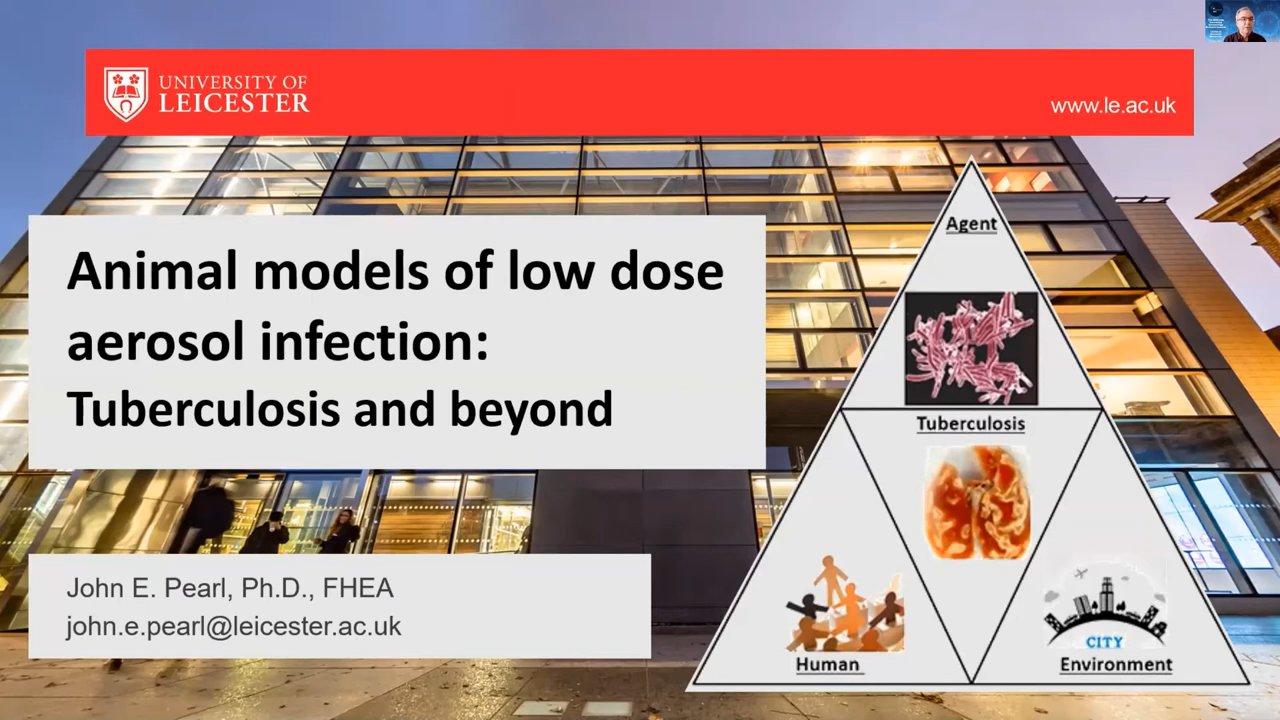 UNIVERSITY OF
LEICESTER
www.le.ac.uk
Animal models of low dose
aerosol infection:
Tuberculosis and beyond
John E. Pearl, Ph.D., FHEA
john.e.pearl@leicester.ac.uk
Agent
Tuberculosis
CITY
Human
Environment